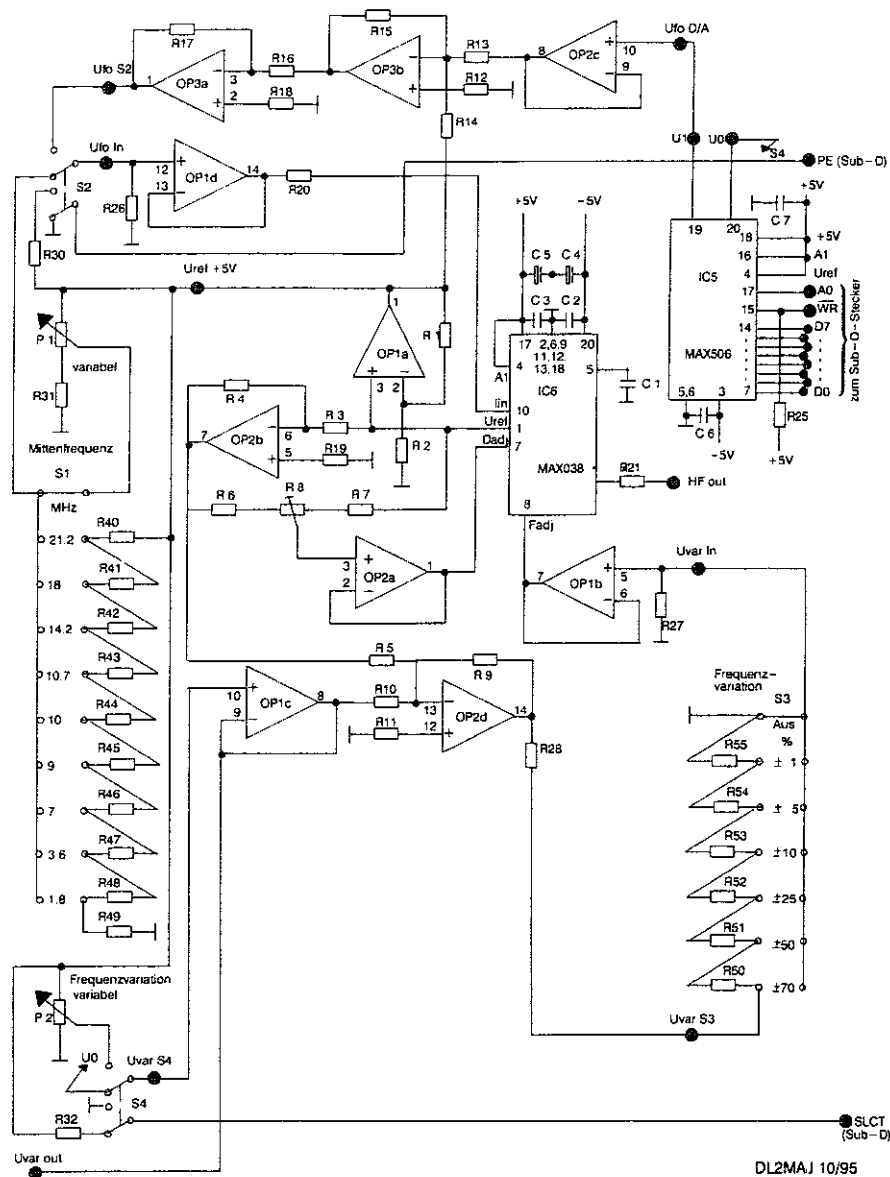 R17
R15
R16
R13
8
+
10
Ufo D/A
OP2c
−
9
Ufo S2
1
−
3
OP3a
2
+
R18
−
OP3b
+
R12
R14
U1
U0
S4
PE (Sub-D)
Ufo In
+
12
14
OP1d
13
−
R20
S2
R26
R30
+5V
−5V
+5V
C 7
19
20
18
+5V
16
A1
4
Uref
IC5
17
A0
15
WR
14
D7
MAX506
7
D0
5,6
3
C 6
−5V
R25
+5V
zum Sub-D-Stecker
Uref +5V
C 5
C 4
C 3
C 2
1
OP1a
+
−
3
2
R 1
R 2
17
2,6,9
11,12,
13,18
20
4
5
A1
IC6
C 1
Iin
10
Uref
1
Dadj
7
MAX038
R21
HF out
8
Fadj
P 1
variabel
R31
R 4
7
OP2b
−
6
5
+
R 3
R19
Mittenfrequenz
S1
MHz
R 6
R 8
R 7
+
3
1
OP2a
2
−
7
+
5
OP1b
−
6
Uvar In
R27
21.2
R40
18
R41
14.2
R42
10.7
R43
10
R44
9
R45
7
R46
3 6
R47
1.8
R48
R49
R 5
R 9
+
10
OP1c
8
9
−
R10
−
13
OP2d
14
R11
12
+
R28
Frequenz-
variation
S3
Aus
%
R55
± 1
R54
± 5
R53
±10
R52
±25
R51
±50
R50
±70
Uvar S3
Frequenzvariation
variabel
P 2
U0
Uvar S4
S4
R32
SLCT
(Sub-D)
Uvar out
DL2MAJ 10/95